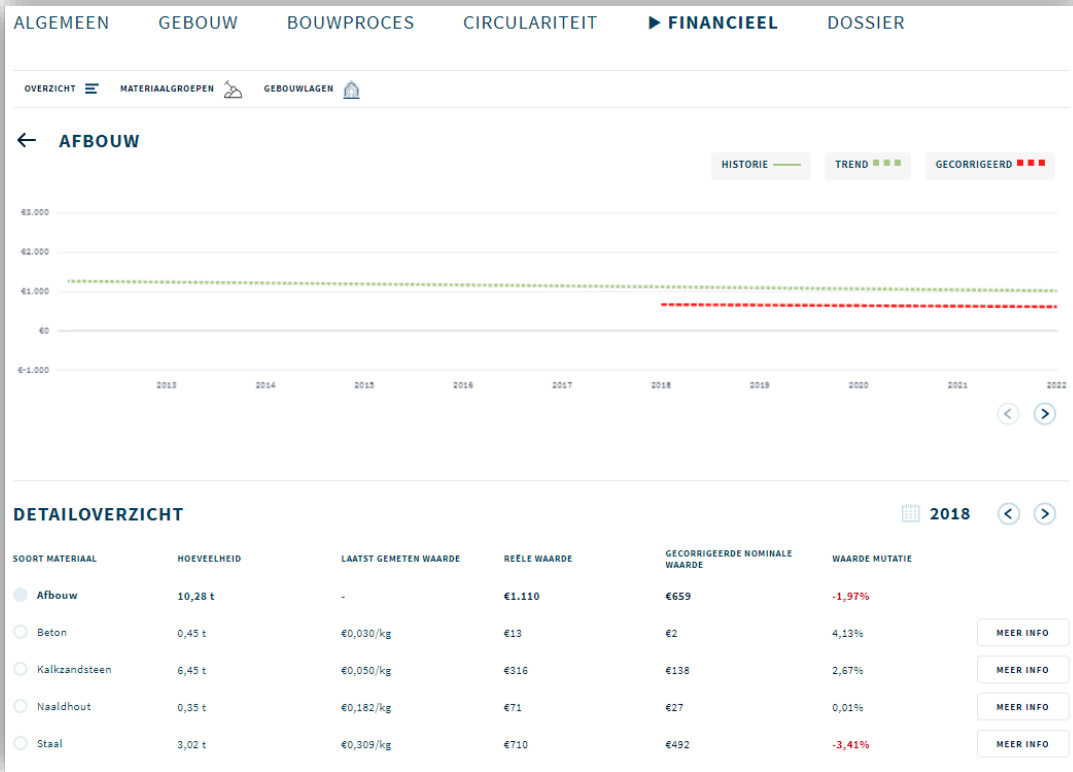 ALGEMEEN GEBOUW BOUWPROCES CIRCULARITEIT ▶ FINANCIEEL DOSSIER
OVERZICHT MATERIAALGROEPEN GEBOUWLAGEN
← AFBOUW
HISTORIE TREND GECORRIGEERD
€3.000
€2.000
€1.000
€0
€-1.000
2013 2014 2015 2016 2017 2018 2019 2020 2021 2022
DETAILOVERZICHT 2018
SOORT MATERIAAL HOEVEELHEID LAATST GEMETEN WAARDE REËLE WAARDE GECORRIGEERDE NOMINALE WAARDE WAARDE MUTATIE
Afbouw 10,28 t - €1.110 €659 -1,97%
Beton 0,45 t €0,030/kg €13 €2 4,13% MEER INFO
Kalkzandsteen 6,45 t €0,050/kg €316 €138 2,67% MEER INFO
Naaldhout 0,35 t €0,182/kg €71 €27 0,01% MEER INFO
Staal 3,02 t €0,309/kg €710 €492 -3,41% MEER INFO